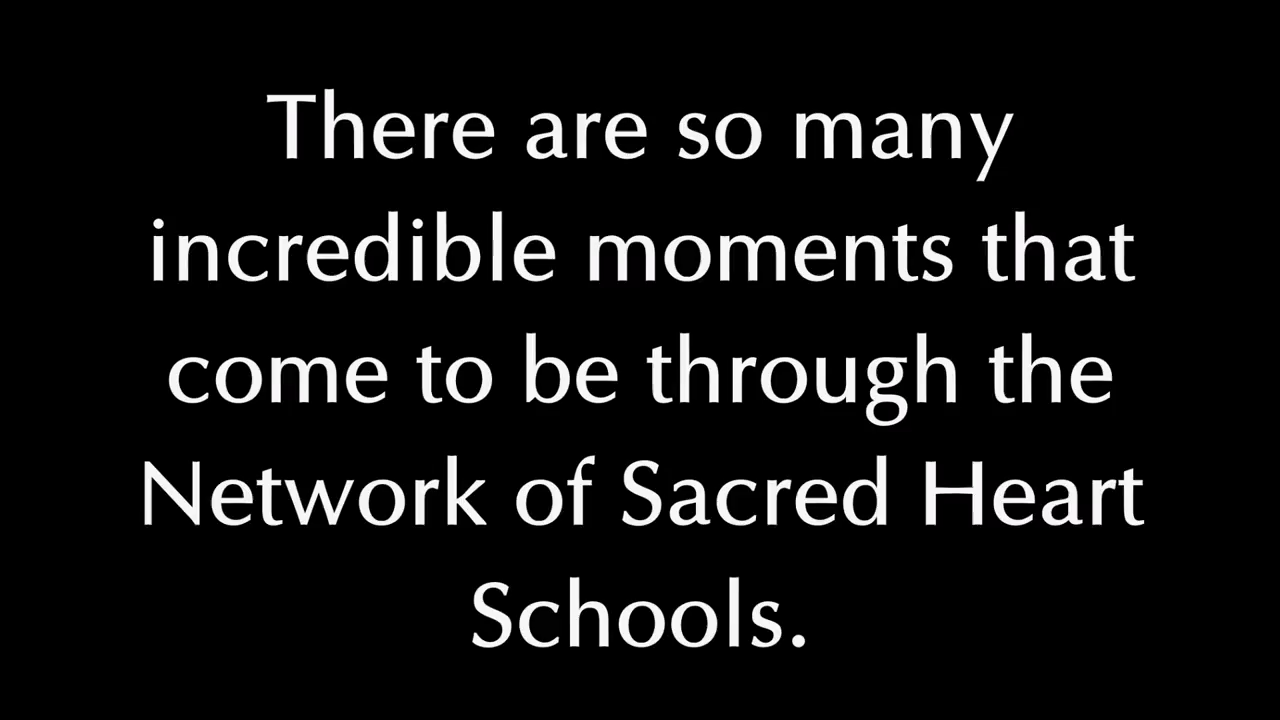 There are so many
incredible moments that
come to be through the
Network of Sacred Heart
Schools.